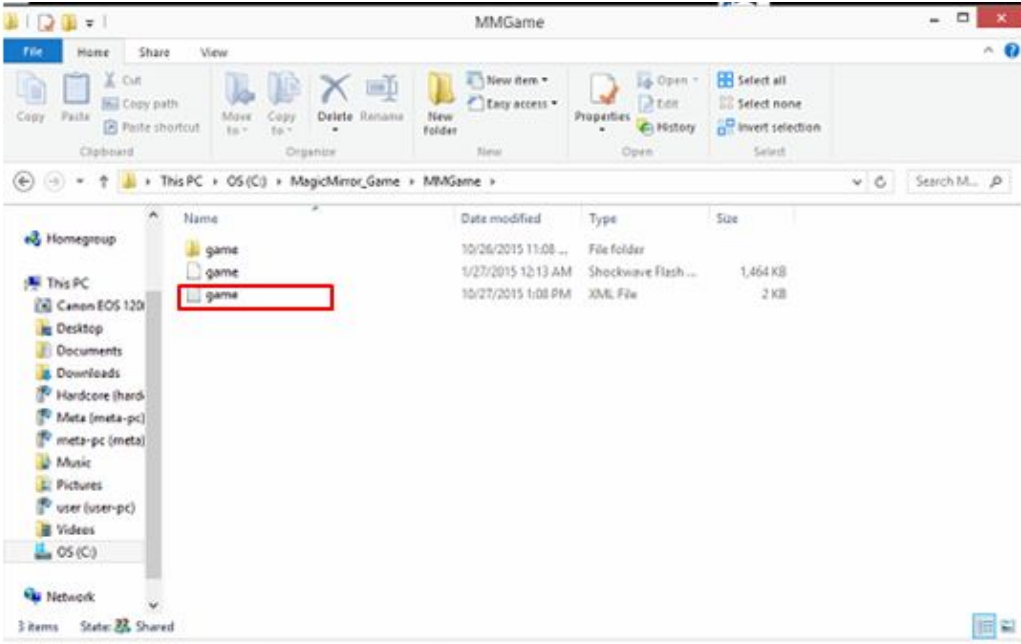 MMGame
File Home Share View
Copy
Paste
Cut
Copy path
Paste shortcut
Clipboard
Move to
Copy to
Delete
Rename
Organize
New folder
New item
Easy access
New
Properties
Open
Edit
History
Open
Select all
Select none
Invert selection
Select
This PC OS (C:) MagicMirror_Game MMGame
Search M...
Name Date modified Type Size
game 10/26/2015 11:08 ... File folder
game 1/27/2015 12:13 AM Shockwave Flash ... 1,464 KB
game 10/27/2015 1:08 PM XML File 2 KB
Homegroup
This PC
Canon EOS 120
Desktop
Documents
Downloads
Hardcore (hard-
Meta (meta-pc)
meta-pc (meta)
Music
Pictures
user (user-pc)
Videos
OS (C:)
Network
3 items State: Shared